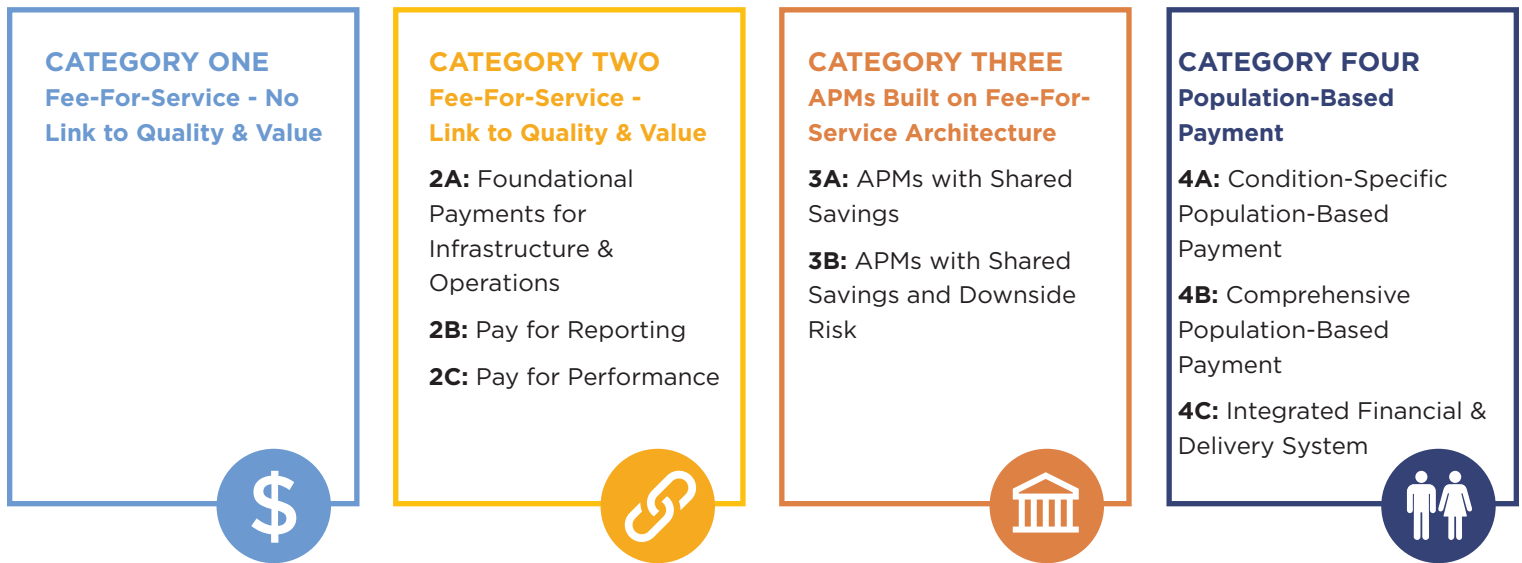 CATEGORY ONE
Fee-For-Service - No
Link to Quality & Value
CATEGORY TWO
Fee-For-Service -
Link to Quality & Value
2A: Foundational
Payments for
Infrastructure &
Operations
2B: Pay for Reporting
2C: Pay for Performance
CATEGORY THREE
APMs Built on Fee-For-
Service Architecture
3A: APMs with Shared
Savings
3B: APMs with Shared
Savings and Downside
Risk
CATEGORY FOUR
Population-Based
Payment
4A: Condition-Specific
Population-Based
Payment
4B: Comprehensive
Population-Based
Payment
4C: Integrated Financial &
Delivery System
$